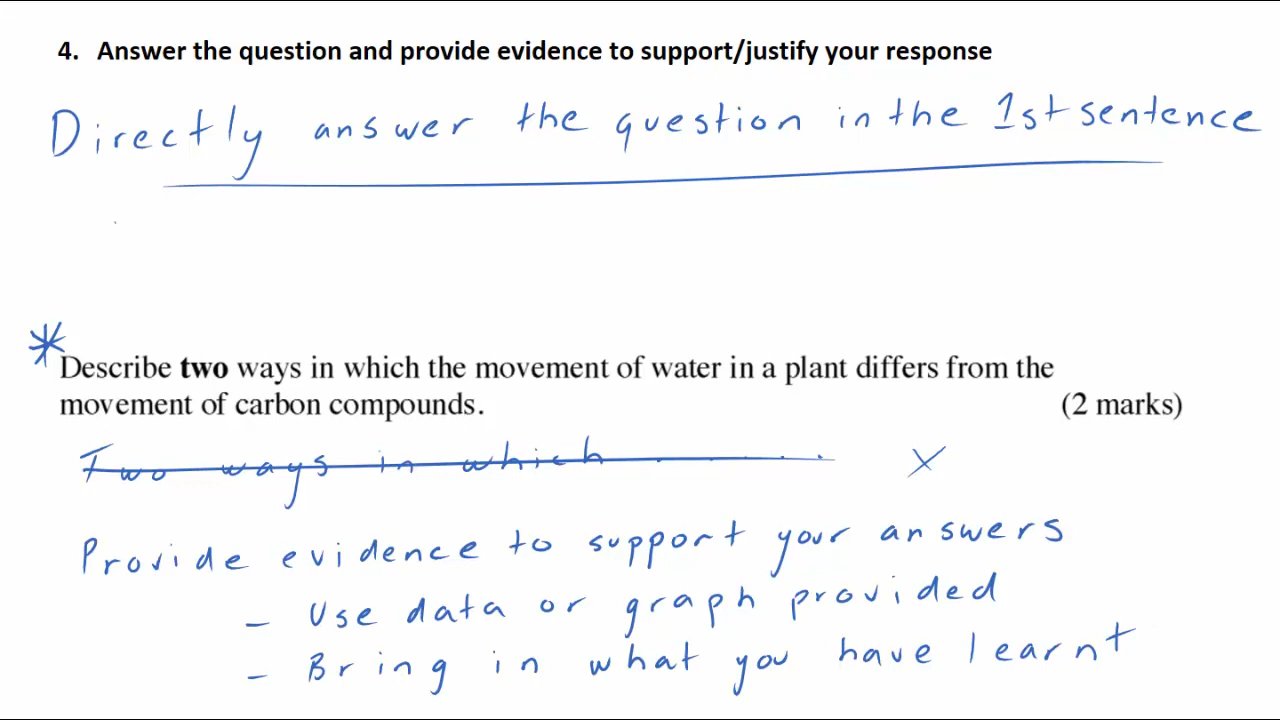 4. Answer the question and provide evidence to support/justify your response
Directly answer the question in the 1st sentence
* Describe two ways in which the movement of water in a plant differs from the
movement of carbon compounds. (2 marks)
Two ways in which ...... X
Provide evidence to support your answers
- Use data or graph provided
- Bring in what you have learnt